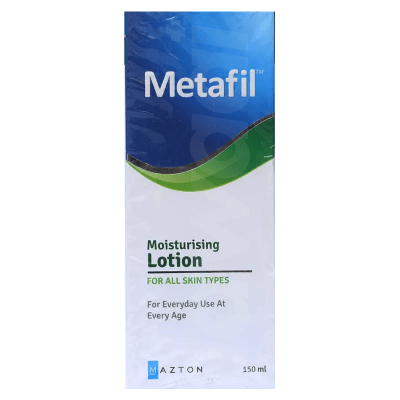 Metafil™
Moisturising
Lotion
FOR ALL SKIN TYPES
For Everyday Use At
Every Age
MAZTON
150 ml